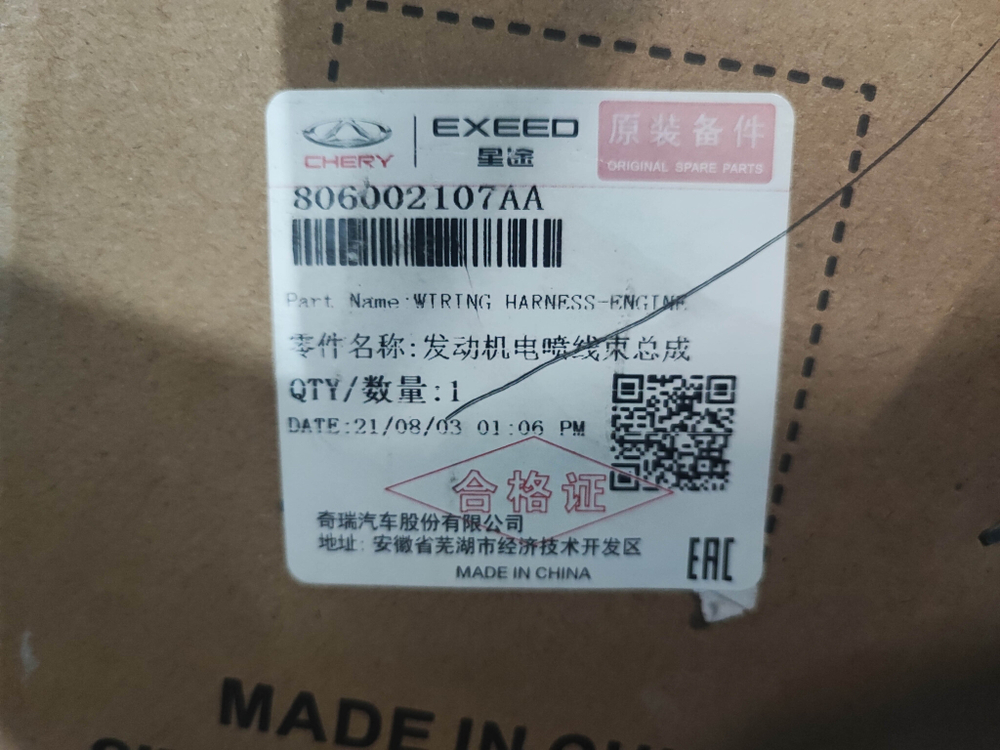 CHERY
EXEED
星途
原装备件
ORIGINAL SPARE PARTS
806002107AA
Part Name:WIRING HARNESS-ENGINE
零件名称:发动机电喷线束总成
QTY/数量:1
DATE:21/08/03 01:06 PM
合格证
奇瑞汽车股份有限公司
地址: 安徽省芜湖市经济技术开发区
MADE IN CHINA
EAC
MADE IN